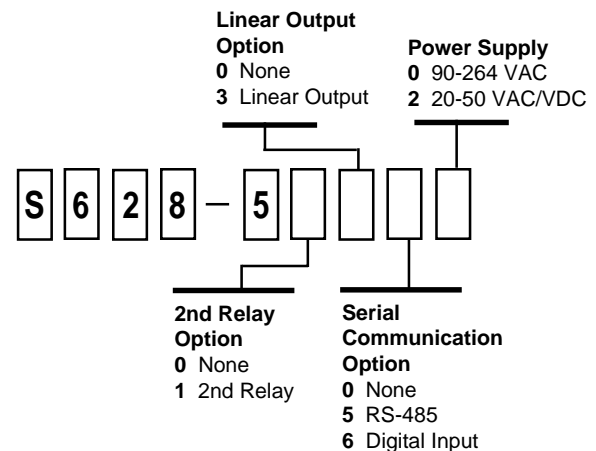 Linear Output
Option
0 None
3 Linear Output
Power Supply
0 90-264 VAC
2 20-50 VAC/VDC
S 6 2 8 – 5
2nd Relay
Option
0 None
1 2nd Relay
Serial
Communication
Option
0 None
5 RS-485
6 Digital Input